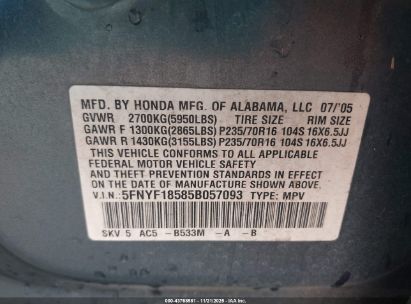 MFD. BY HONDA MFG. OF ALABAMA, LLC 07/'05
GVWR 2700KG(5950LBS) TIRE SIZE RIM SIZE
GAWR F 1300KG(2865LBS) P235/70R16 104S 16X6.5JJ
GAWR R 1430KG(3155LBS) P235/70R16 104S 16X6.5JJ
THIS VEHICLE CONFORMS TO ALL APPLICABLE
FEDERAL MOTOR VEHICLE SAFETY
AND THEFT PREVENTION STANDARDS IN EFFECT
ON THE DATE OF MANUFACTURE SHOWN ABOVE.
V.I.N.: 5FNYF18585B057093 TYPE: MPV
SKV 5 AC5 -B533M -A -B